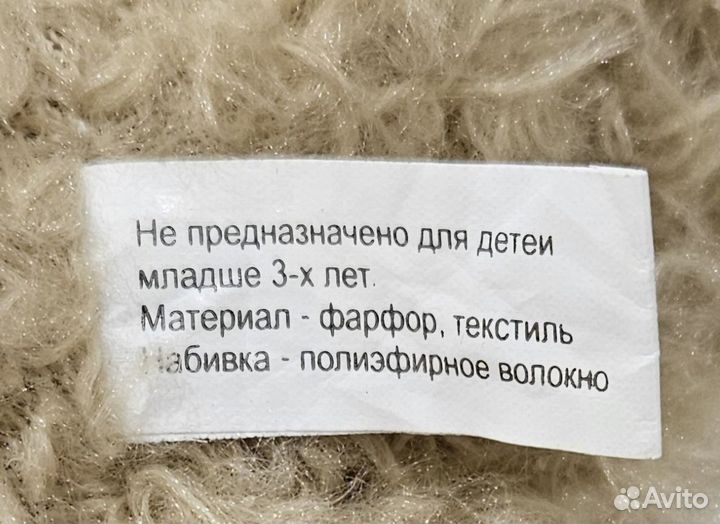 Не предназначено для детеи
младше 3-х лет.
Материал - фарфор, текстиль
Набивка - полиэфирное волокно
Avito